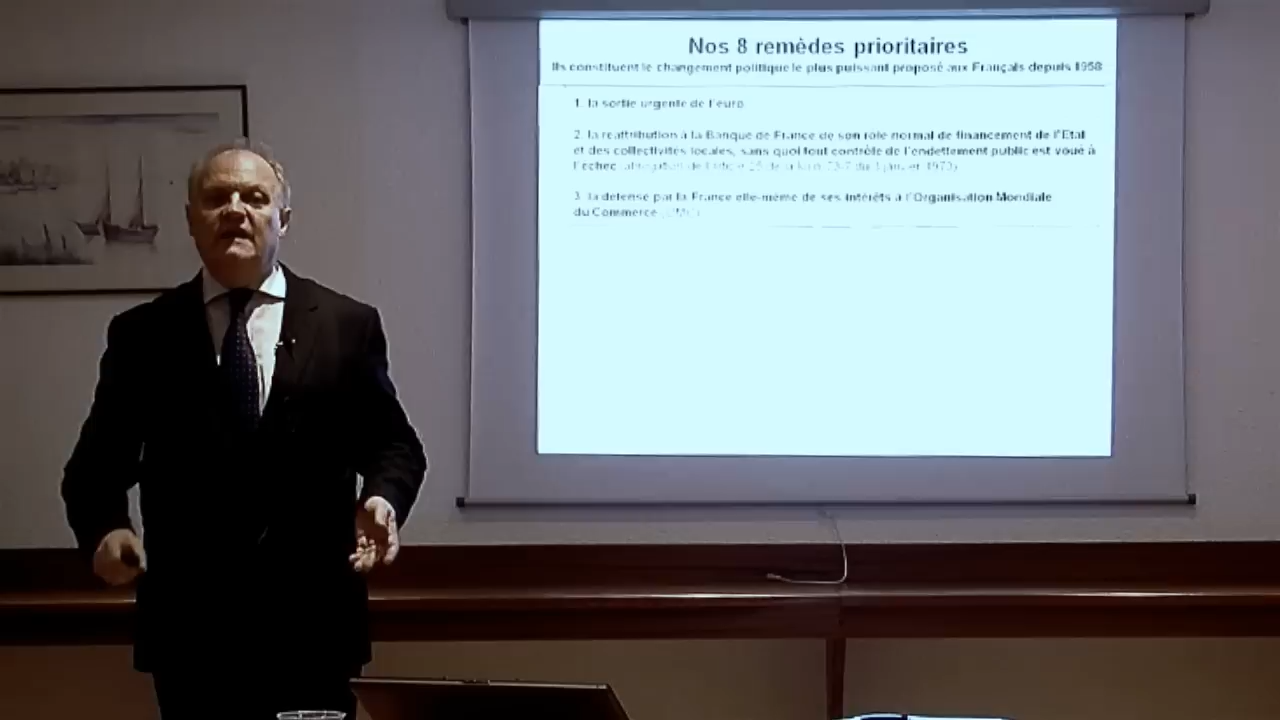 Nos 8 remèdes prioritaires
Ils constituent le changement politique le plus puissant proposé aux Français depuis 1958
1. la sortie urgente de l'euro
2. la réattribution à la Banque de France de son rôle normal de financement de l'Etat
et des collectivités locales, sans quoi tout contrôle de l'endettement public est voué à
l'échec
3. la défense par la France elle-même de ses intérêts à l'Organisation Mondiale
du Commerce